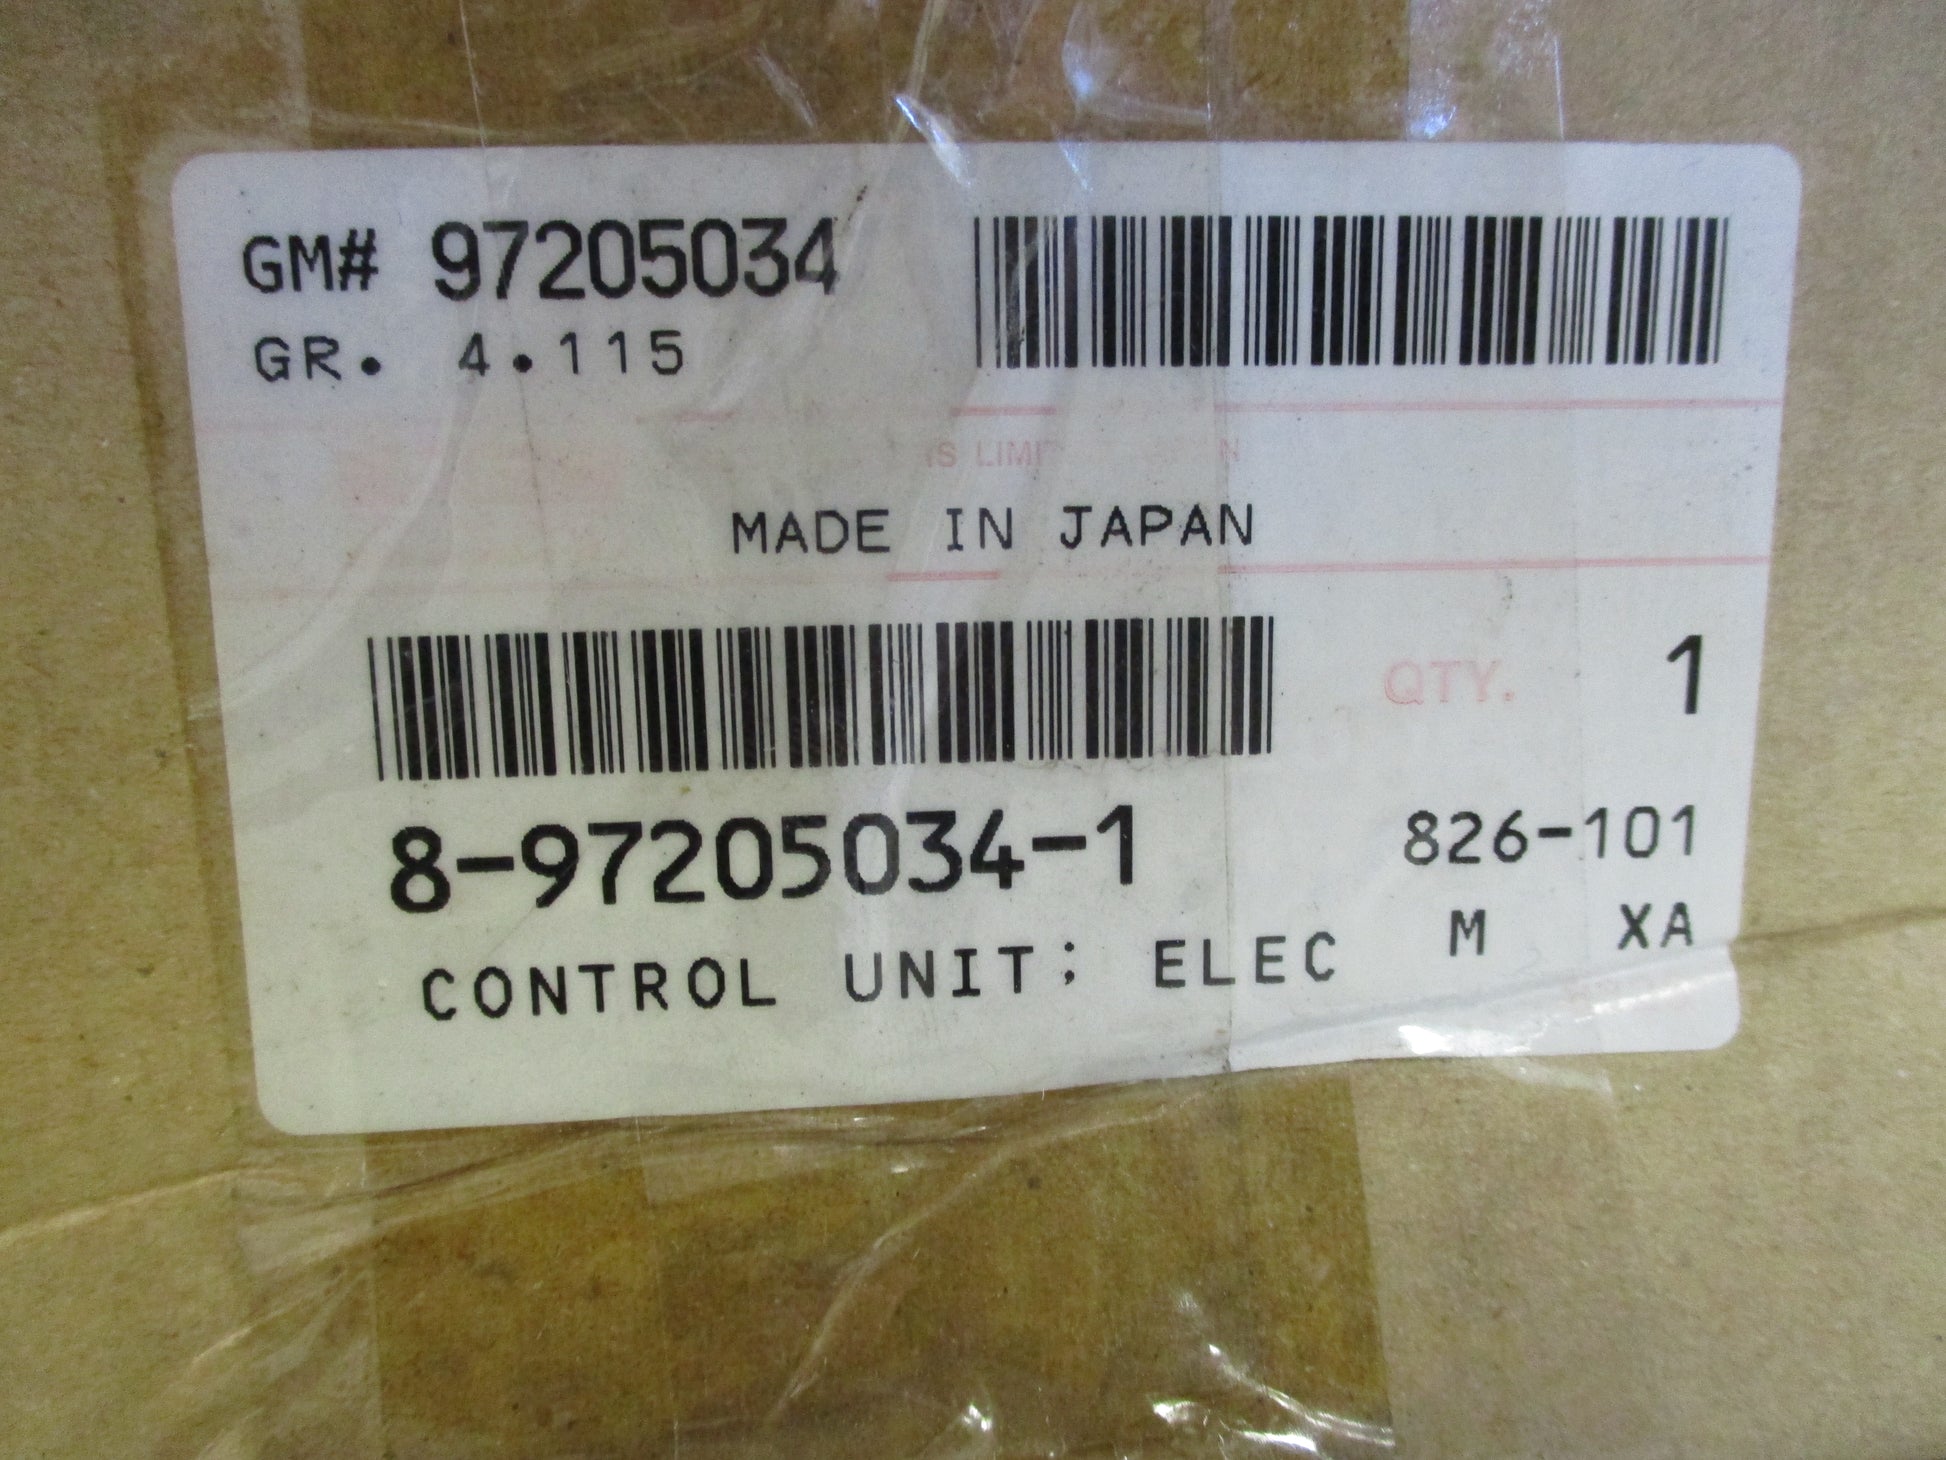 GM# 97205034
GR. 4.115
LIMI
MADE IN JAPAN
QTY. 1
8-97205034-1
826-101
CONTROL UNIT; ELEC
M XA